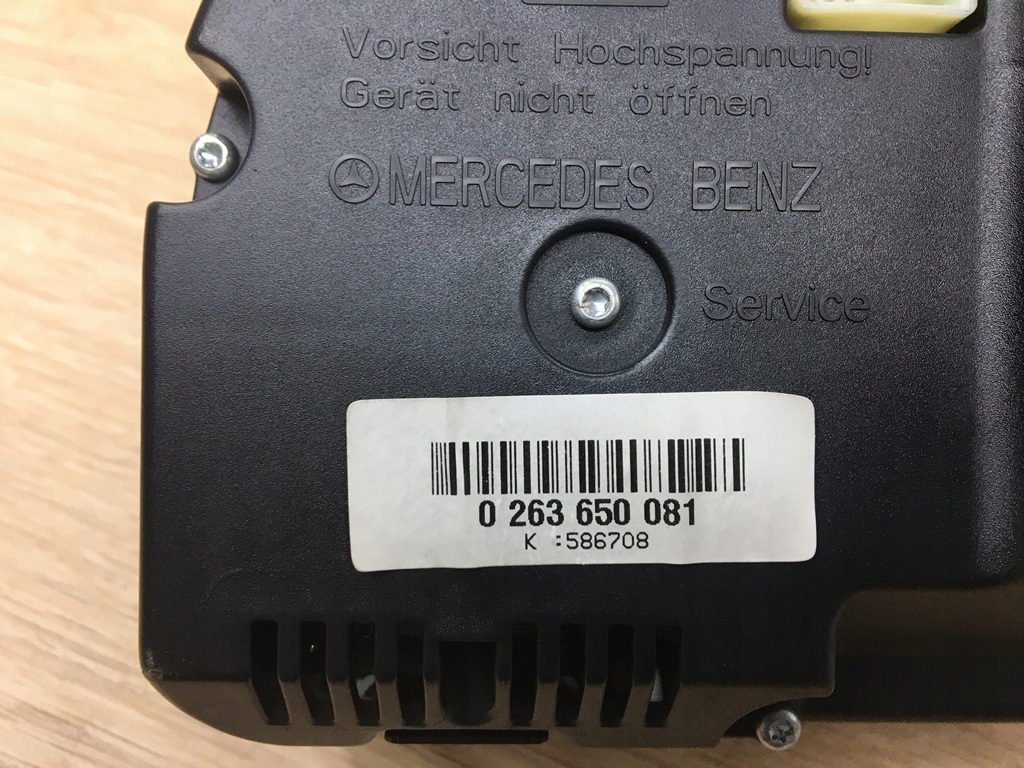 Vorsicht Hochspannung!
Gerät nicht öffnen
MERCEDES BENZ
Service
0 263 650 081
K :586708